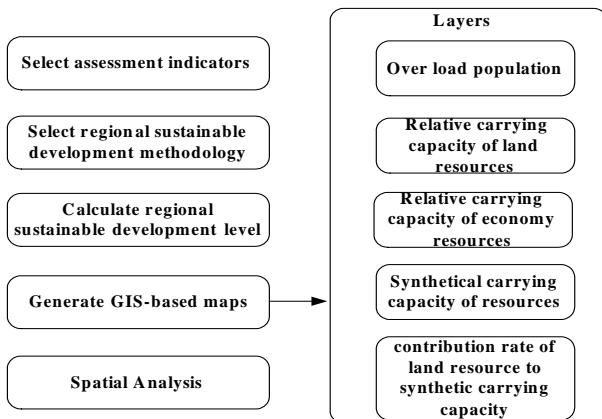 Select assessment indicators
Select regional sustainable
development methodology
Calculate regional
sustainable development level
Generate GIS-based maps
Spatial Analysis
Layers
Over load population
Relative carrying
capacity of land
resources
Relative carrying
capacity of economy
resources
Synthetical carrying
capacity of resources
contribution rate of
land resource to
synthetic carrying
capacity